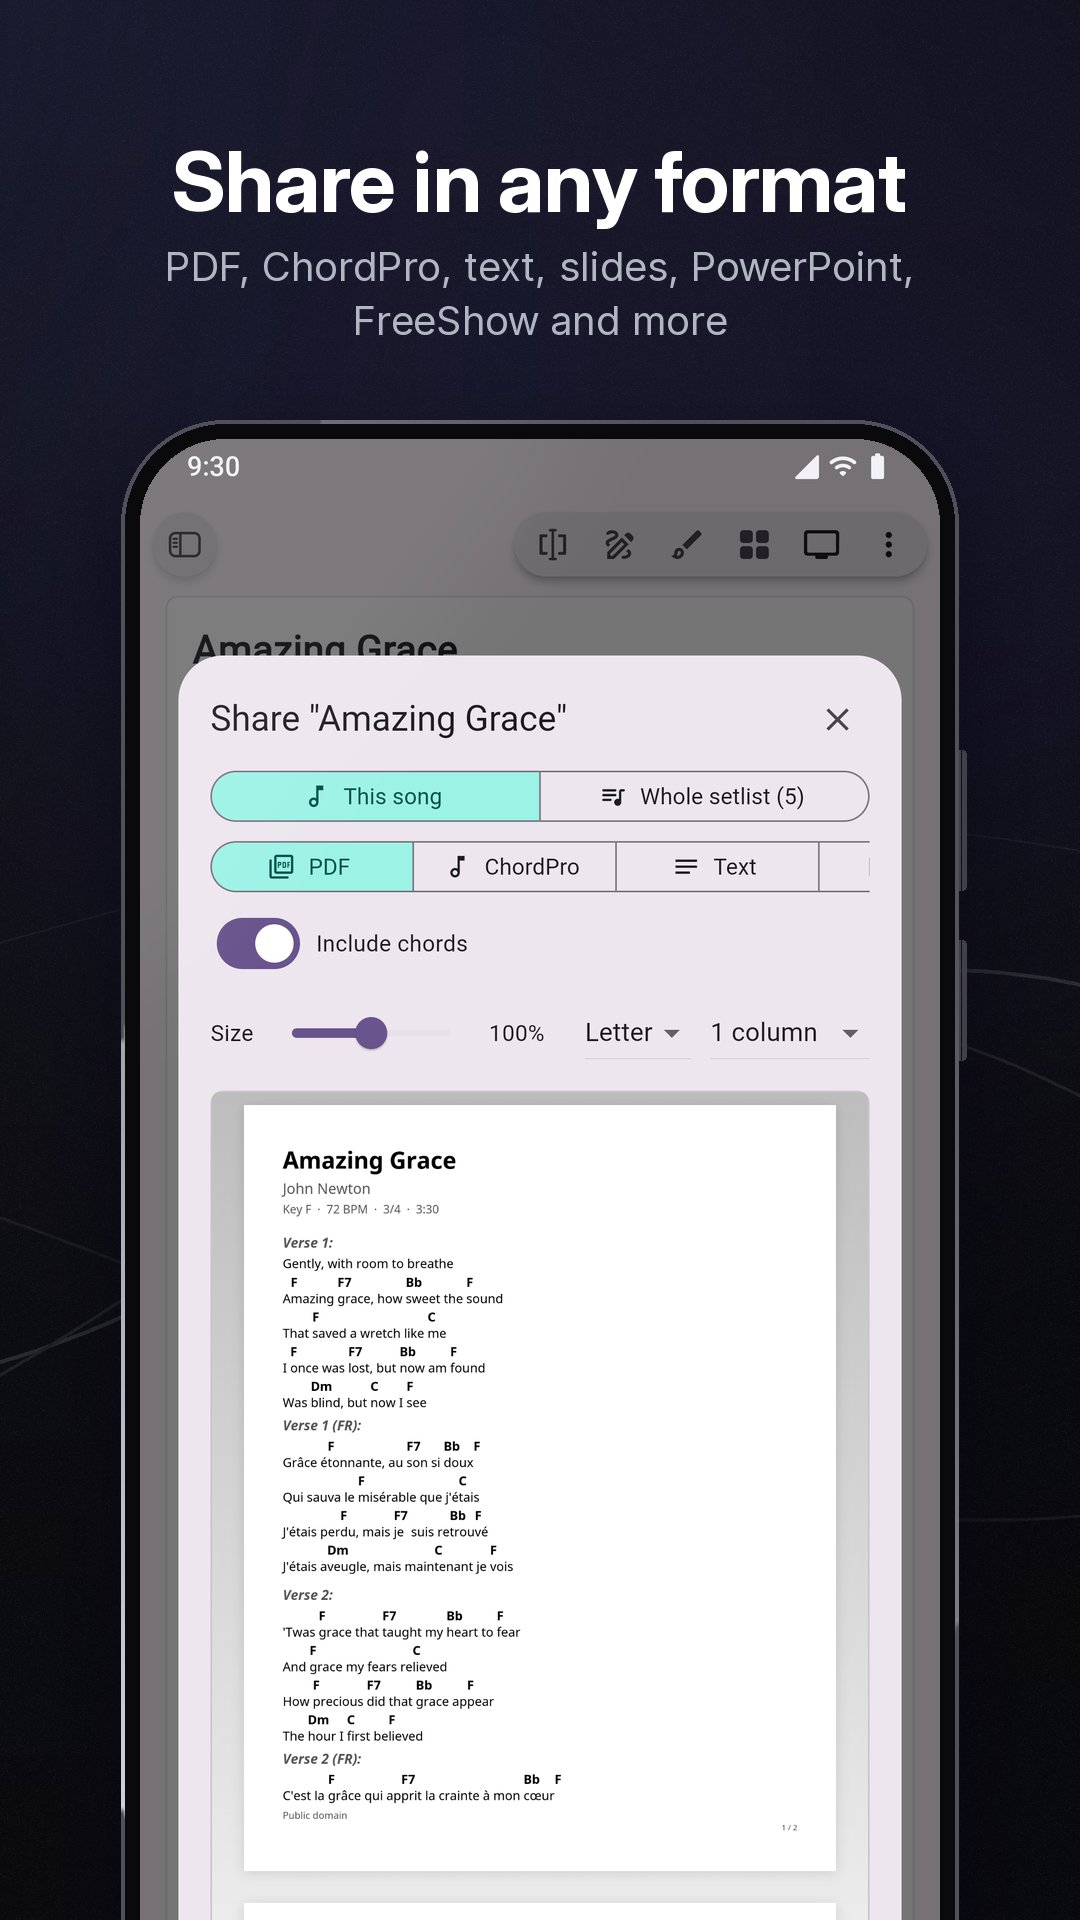 Share in any format
PDF, ChordPro, text, slides, PowerPoint,
FreeShow and more
9:30
Amazing Grace
Share "Amazing Grace"
This song
Whole setlist (5)
PDF
ChordPro
Text
Include chords
Size
100%
Letter
1 column
Amazing Grace
John Newton
Key F · 72 BPM · 3/4 · 3:30
Verse 1:
Gently, with room to breathe
F F7 Bb F
Amazing grace, how sweet the sound
F C
That saved a wretch like me
F F7 Bb F
I once was lost, but now am found
Dm C F
Was blind, but now I see
Verse 1 (FR):
F F7 Bb F
Grâce étonnante, au son si doux
F C
Qui sauva le misérable que j'étais
F F7 Bb F
J'étais perdu, mais je suis retrouvé
Dm C F
J'étais aveugle, mais maintenant je vois
Verse 2:
F F7 Bb F
'Twas grace that taught my heart to fear
F C
And grace my fears relieved
F F7 Bb F
How precious did that grace appear
Dm C F
The hour I first believed
Verse 2 (FR):
F F7 Bb F
C'est la grâce qui apprit la crainte à mon cœur
Public domain
1 / 2